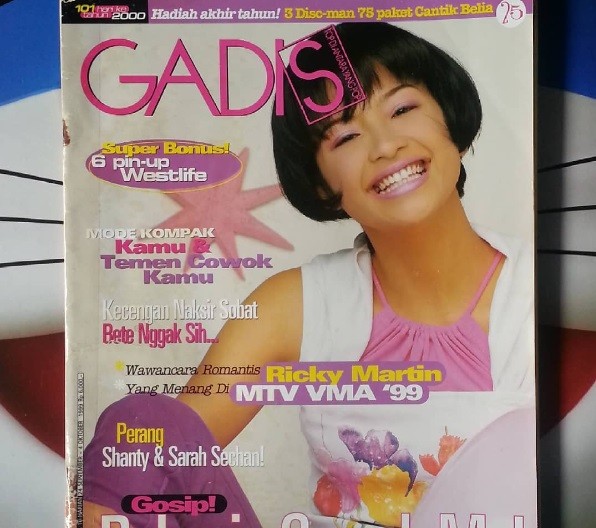 101 hari ke tahun 2000 Hadiah akhir tahun! 3 Disc-man 75 paket Cantik Belia 25
GADIS
Super Bonus!
6 pin-up
Westlife
MODE KOMPAK
Kamu &
Temen Cowok
Kamu
Kecengan Naksir Sobat
Bete Nggak Sih...
Wawancara Romantis Ricky Martin
Yang Menang Di MTV VMA '99
Perang
Shanty & Sarah Sechan!
Gosip!